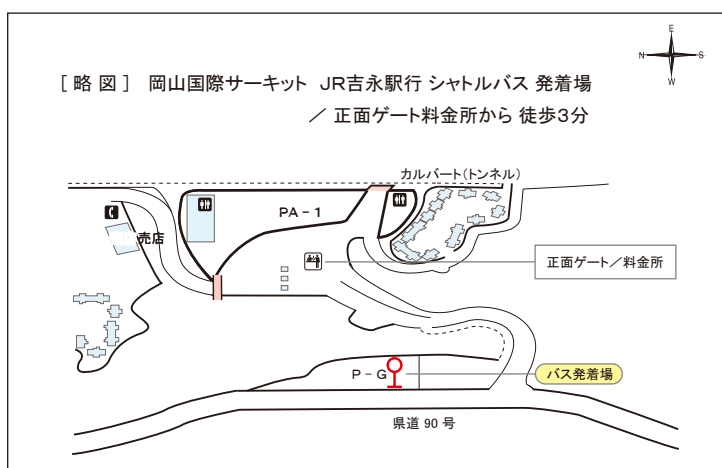 E
N S
W
[ 略 図 ] 岡山国際サーキット JR吉永駅行 シャトルバス 発着場
／ 正面ゲート料金所から 徒歩3分
カルバート(トンネル)
PA-1
売店
正面ゲート／料金所
P-G
バス発着場
県道 90 号